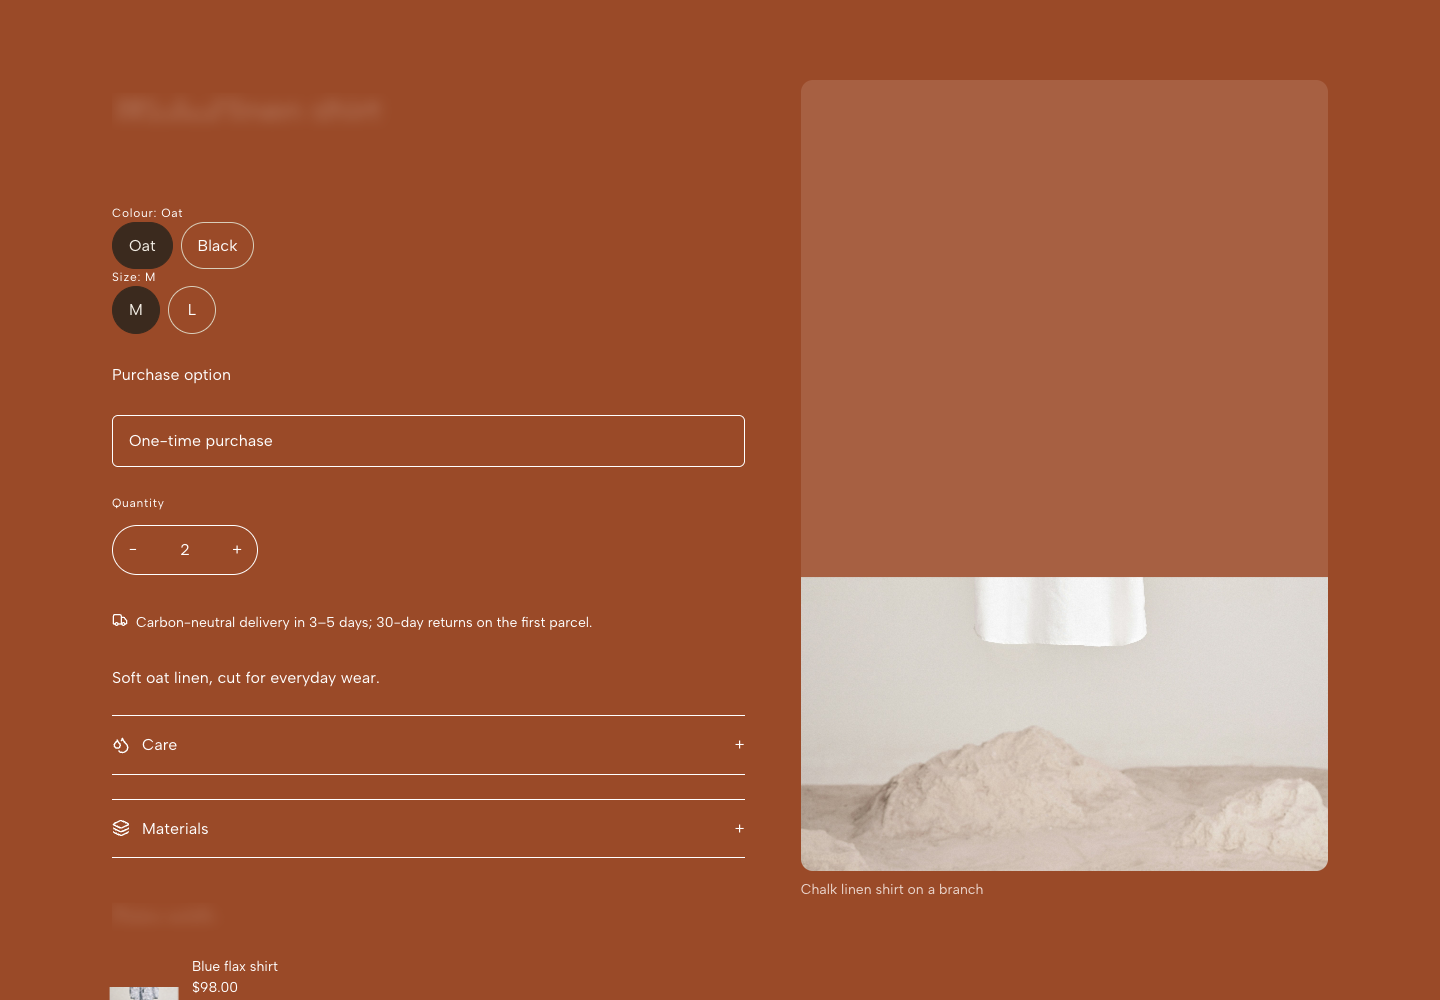 linen shirt
Colour: Oat
Oat
Black
Size: M
M
L
Purchase option
One-time purchase
Quantity
- 2 +
Carbon-neutral delivery in 3–5 days; 30-day returns on the first parcel.
Soft oat linen, cut for everyday wear.
Care +
Materials +
Chalk linen shirt on a branch
Blue flax shirt
$98.00